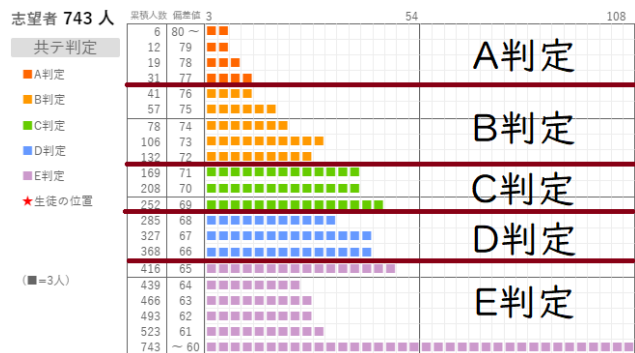 志望者 743 人
共テ判定
■A判定
■B判定
■C判定
■D判定
■E判定
★生徒の位置
(■=3人)
累積人数 偏差値 3 54 108
6 80 ~
12 79
19 78
31 77
41 76
57 75
78 74
106 73
132 72
169 71
208 70
252 69
285 68
327 67
368 66
416 65
439 64
466 63
493 62
523 61
743 ~ 60
A判定
B判定
C判定
D判定
E判定